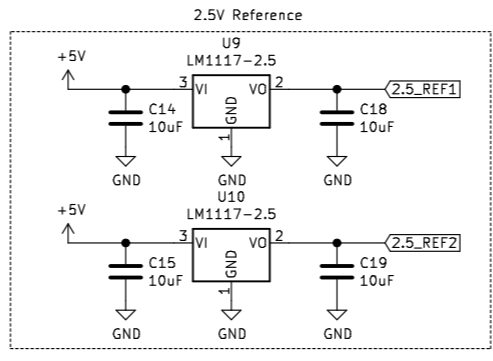 2.5V Reference
U9
+5V
LM1117-2.5
3 VI VO 2
2.5_REF1
GND
1
C14
10uF
C18
10uF
GND
GND
GND
U10
+5V
LM1117-2.5
3 VI VO 2
2.5_REF2
GND
1
C15
10uF
C19
10uF
GND
GND
GND